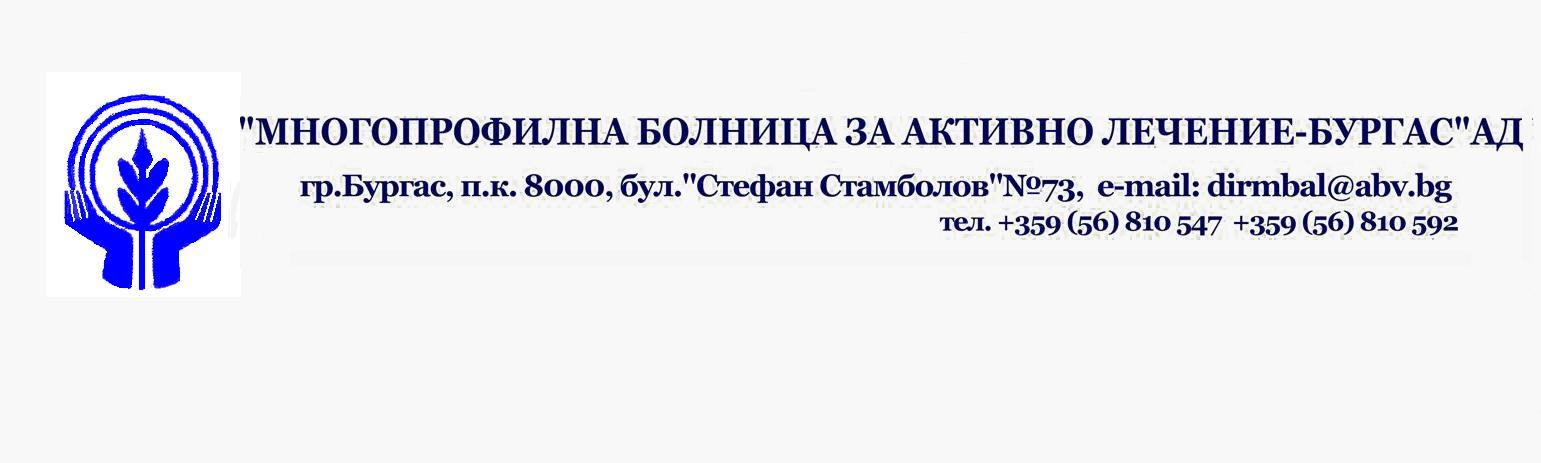 "МНОГОПРОФИЛНА БОЛНИЦА ЗА АКТИВНО ЛЕЧЕНИЕ-БУРГАС"АД
гр.Бургас, п.к. 8000, бул."Стефан Стамболов"№73, e-mail: dirmbal@abv.bg
тел. +359 (56) 810 547 +359 (56) 810 592